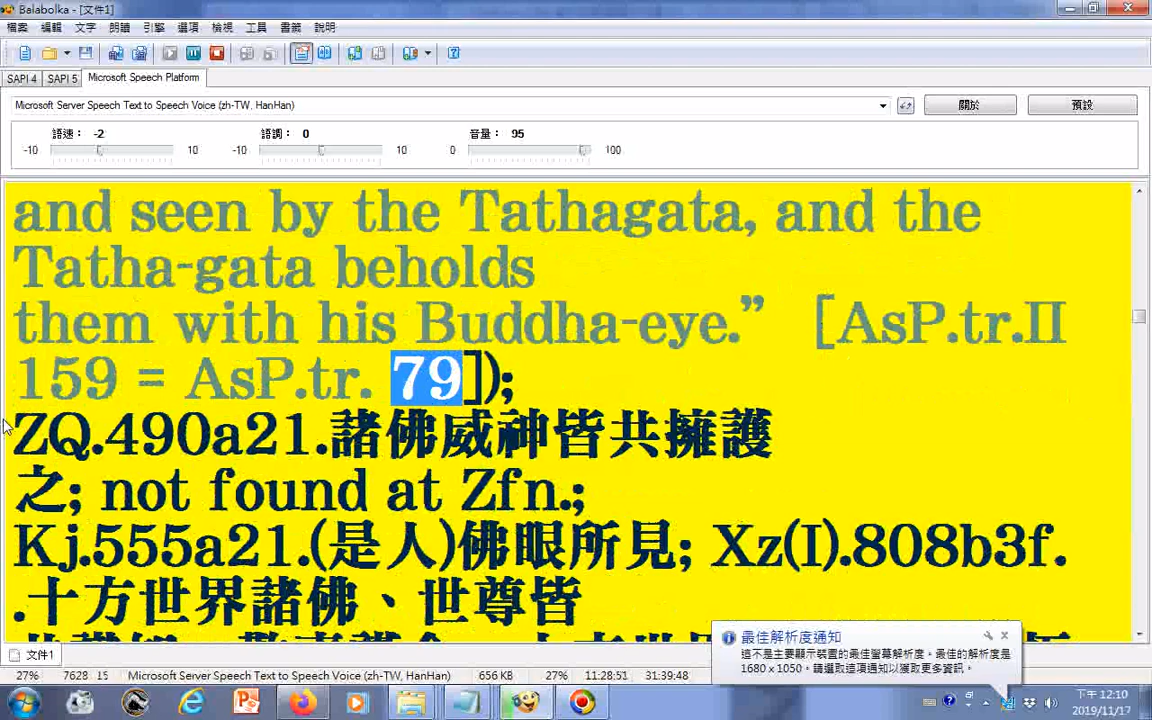 Balabolka - [文件1]
檔案 編輯 文字 朗讀 引擎 選項 檢視 工具 書籤 說明
SAPI 4 SAPI 5 Microsoft Speech Platform
Microsoft Server Speech Text to Speech Voice (zh-TW, HanHan) 關於 預設
語速： -2 語調： 0 音量： 95
-10 10 -10 10 0 100
and seen by the Tathagata, and the
Tatha-gata beholds
them with his Buddha-eye.” [AsP.tr.II
159 = AsP.tr. 79]);
ZQ.490a21.諸佛威神皆共擁護
之; not found at Zfn.;
Kj.555a21.(是人)佛眼所見; Xz(I).808b3f.
.十方世界諸佛、世尊皆
最佳解析度通知
這不是主要顯示裝置的最佳螢幕解析度。最佳的解析度是
1680 x 1050。請選取這項通知以獲取更多資訊。
文件1
27% 7628 15 Microsoft Server Speech Text to Speech Voice (zh-TW, HanHan) 656 KB 27% 11:28:51 31:39:48
下午 12:10
2019/11/17